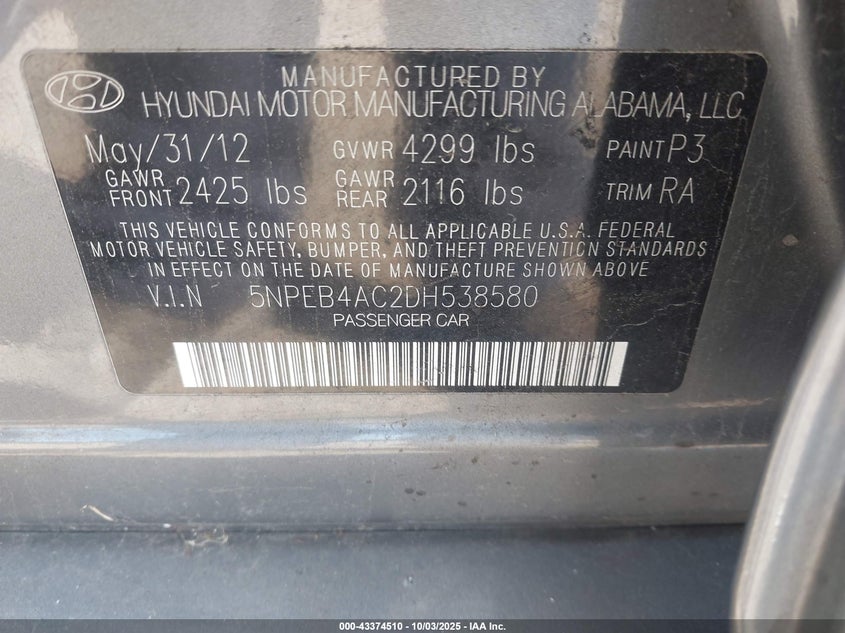 MANUFACTURED BY
HYUNDAI MOTOR MANUFACTURING ALABAMA, LLC
May/31/12 GVWR 4299 lbs PAINT P3
GAWR FRONT 2425 lbs GAWR REAR 2116 lbs TRIM RA
THIS VEHICLE CONFORMS TO ALL APPLICABLE U.S.A. FEDERAL
MOTOR VEHICLE SAFETY, BUMPER, AND THEFT PREVENTION STANDARDS
IN EFFECT ON THE DATE OF MANUFACTURE SHOWN ABOVE
V.I.N 5NPEB4AC2DH538580
PASSENGER CAR
000-43374510 - 10/03/2025 - IAA Inc.